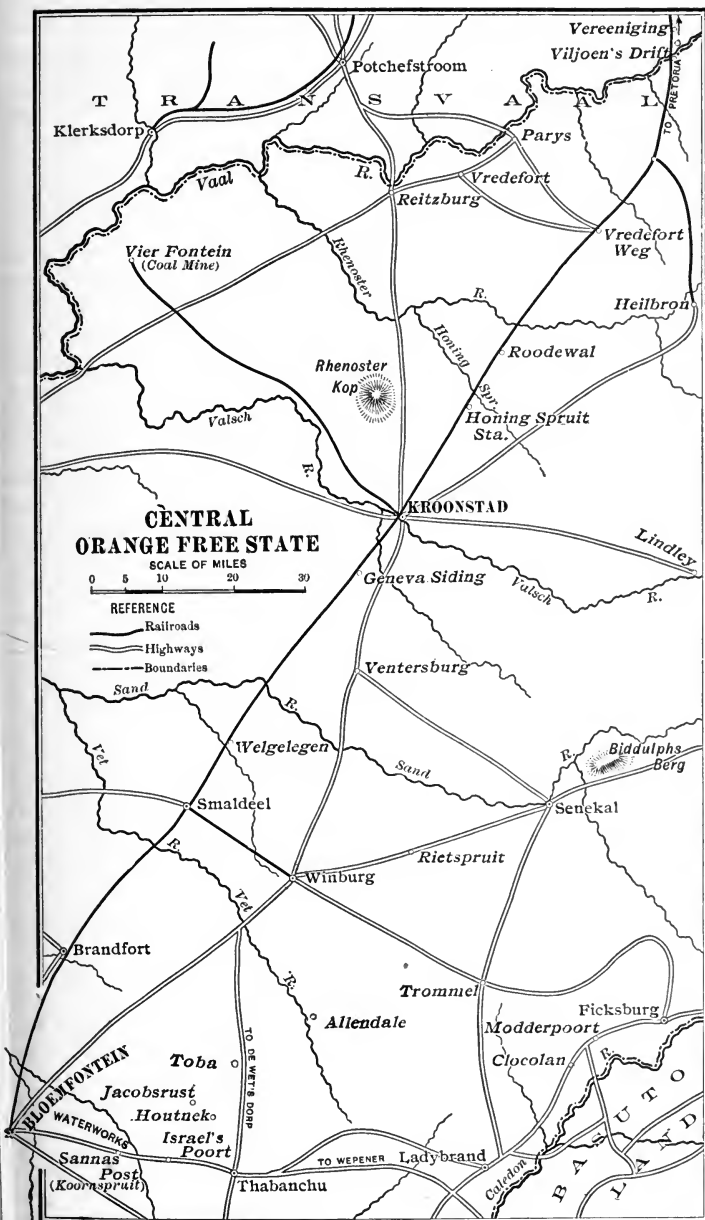 Vereeniging
Viljoen's Drift
TO PRETORIA
Potchefstroom
TRANSVAAL
Klerksdorp
Parys
Vaal R.
Vredefort
Reitzburg
Vredefort
Weg
Vier Fontein
(Coal Mine)
Rhenoster R.
Heilbron
Honing Spr.
Roodewal
Rhenoster
Kop
Honing Spruit
Sta.
Valsch R.
KROONSTAD
CENTRAL
ORANGE FREE STATE
SCALE OF MILES
0 5 10 20 30
REFERENCE
Railroads
Highways
Boundaries
Lindley
Geneva Siding
Valsch R.
Ventersburg
Sand R.
Sand R.
Vet R.
Welgelegen
Biddulphs
Berg
Smaldeel
Senekal
Rietspruit
Winburg
Vet R.
Brandfort
Trommel
Allendale
Ficksburg
Modderpoort
Clocolan
R.
Toba
TO DE WET'S DORP
BLOEMFONTEIN
Jacobsrust
Houtnek
WATERWORKS
Israel's
Poort
Sannas
Post
(Koornspruit)
TO WEPENER
Ladybrand
Thabanchu
Caledon
BASUTO
LAND